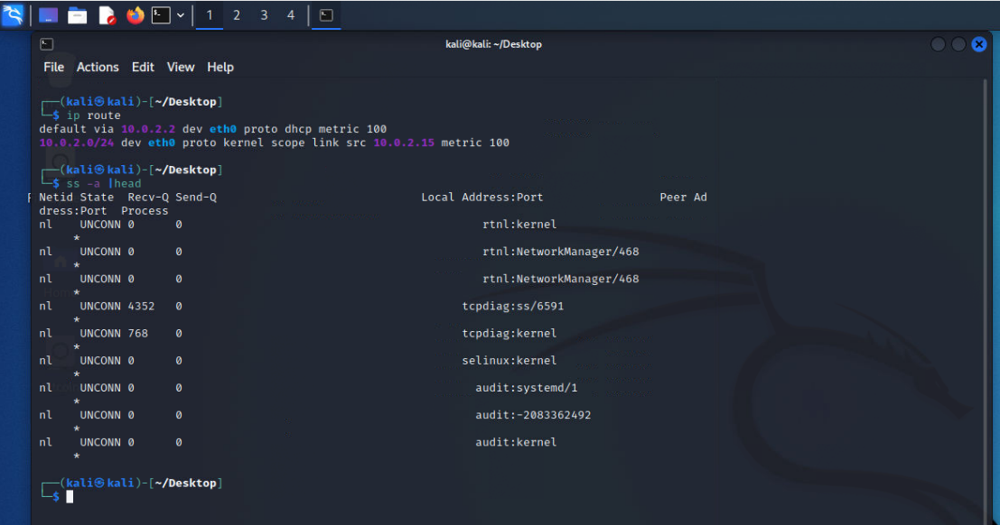 1 2 3 4
kali@kali: ~/Desktop
File Actions Edit View Help
┌──(kali㉿kali)-[~/Desktop]
└─$ ip route
default via 10.0.2.2 dev eth0 proto dhcp metric 100
10.0.2.0/24 dev eth0 proto kernel scope link src 10.0.2.15 metric 100
┌──(kali㉿kali)-[~/Desktop]
└─$ ss -a |head
Netid State Recv-Q Send-Q Local Address:Port Peer Ad
dress:Port Process
nl UNCONN 0 0 rtnl:kernel
*
nl UNCONN 0 0 rtnl:NetworkManager/468
*
nl UNCONN 0 0 rtnl:NetworkManager/468
*
nl UNCONN 4352 0 tcpdiag:ss/6591
*
nl UNCONN 768 0 tcpdiag:kernel
*
nl UNCONN 0 0 selinux:kernel
*
nl UNCONN 0 0 audit:systemd/1
*
nl UNCONN 0 0 audit:-2083362492
*
nl UNCONN 0 0 audit:kernel
*
┌──(kali㉿kali)-[~/Desktop]
└─$